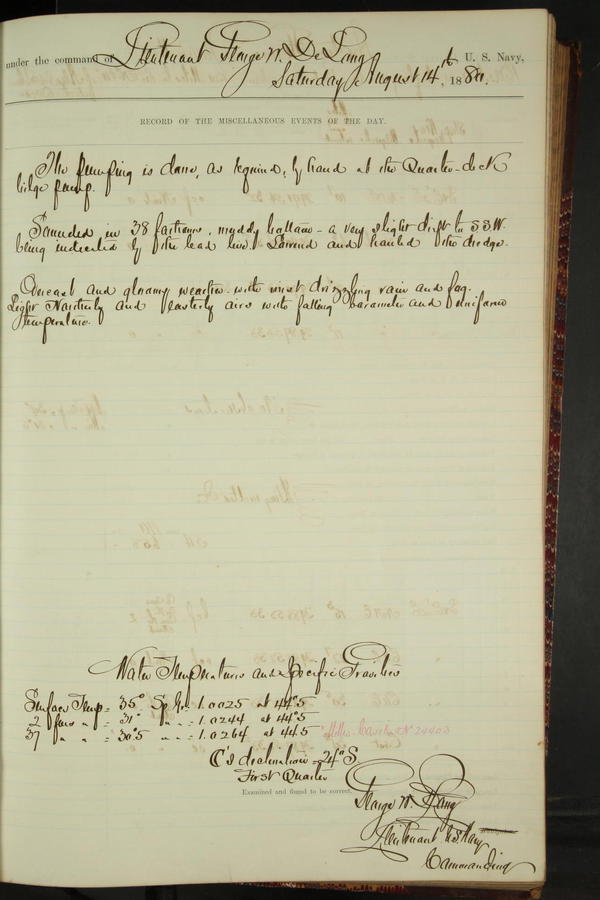 under the command of Lieutenant George W. De Long U. S. Navy,
Saturday August 14th, 1880.
RECORD OF THE MISCELLANEOUS EVENTS OF THE DAY.
The pumping is done, as required, by hand at the Quarter-deck
bilge pump.
Sounded in 38 fathoms, muddy bottom - a very slight drift to SSW.
being indicated by the lead line. Lowered and hauled the dredge.
Overcast and gloomy weather with mist drizzling rain and fog.
Light Northerly and Easterly airs with falling barometer and uniform
temperature.
Water Temperatures and Specific Gravities
Surface Temp = 35° Sp Gr = 1.0025 at 44°5
2 fms " = 31° " " = 1.0244 at 44°5
37 " " = 30°5 " " = 1.0264 at 44.5
☾'s declination = 24° S.
First Quarter
Examined and found to be correct.
George W. De Long
Lieutenant U.S. Navy
Commanding